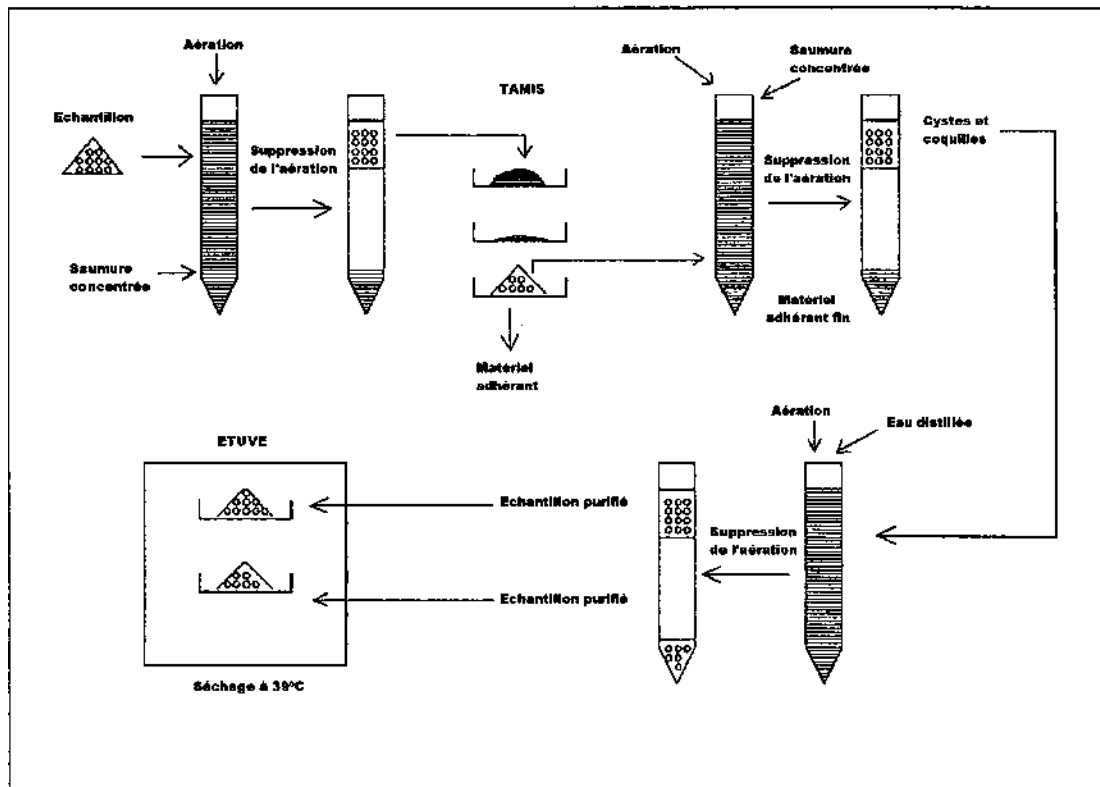 Aération
Echantillon
Suppression
de l'aération
Saumure
concentrée
TAMIS
Matériel
adhérant
Aération
Saumure
concentrée
Suppression
de l'aération
Matériel
adhérant fin
Cystes et
coquilles
Aération
Eau distillée
Suppression
de l'aération
Echantillon purifié
Echantillon purifié
ETUVE
Séchage à 39°C